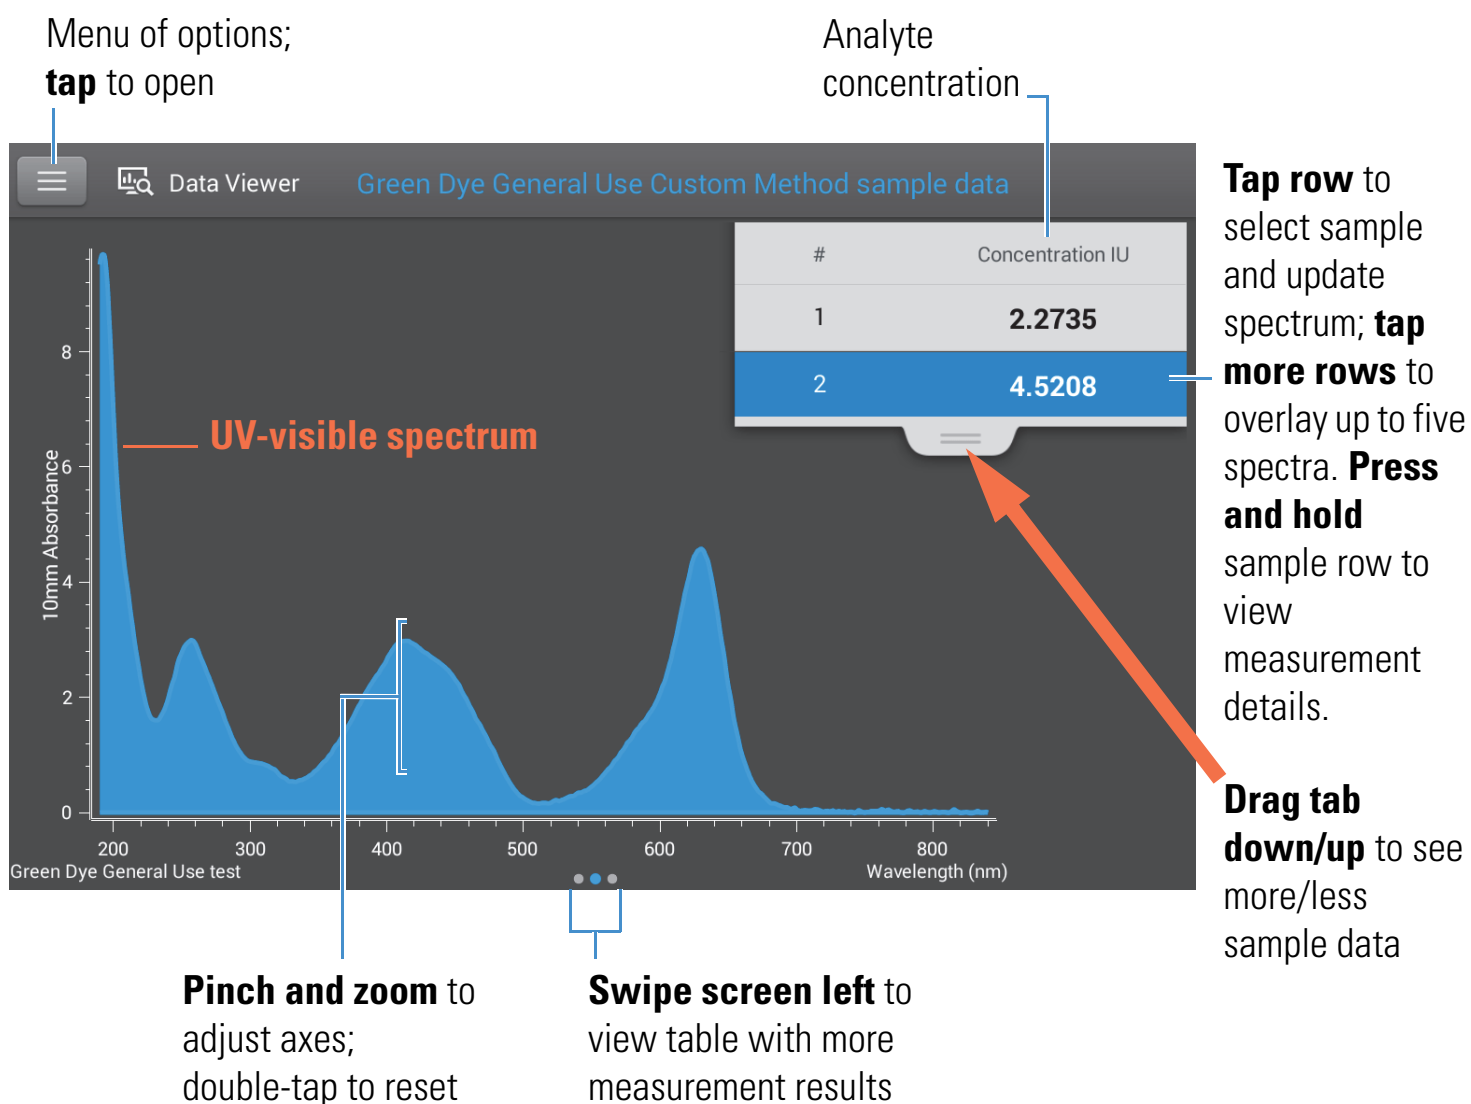 Menu of options;
tap to open
Analyte
concentration
Data Viewer
Green Dye General Use Custom Method sample data
# Concentration IU
1 2.2735
2 4.5208
UV-visible spectrum
10mm Absorbance
8
6
4
2
0
200 300 400 500 600 700 800
Green Dye General Use test
Wavelength (nm)
Tap row to
select sample
and update
spectrum; tap
more rows to
overlay up to five
spectra. Press
and hold
sample row to
view
measurement
details.
Drag tab
down/up to see
more/less
sample data
Pinch and zoom to
adjust axes;
double-tap to reset
Swipe screen left to
view table with more
measurement results